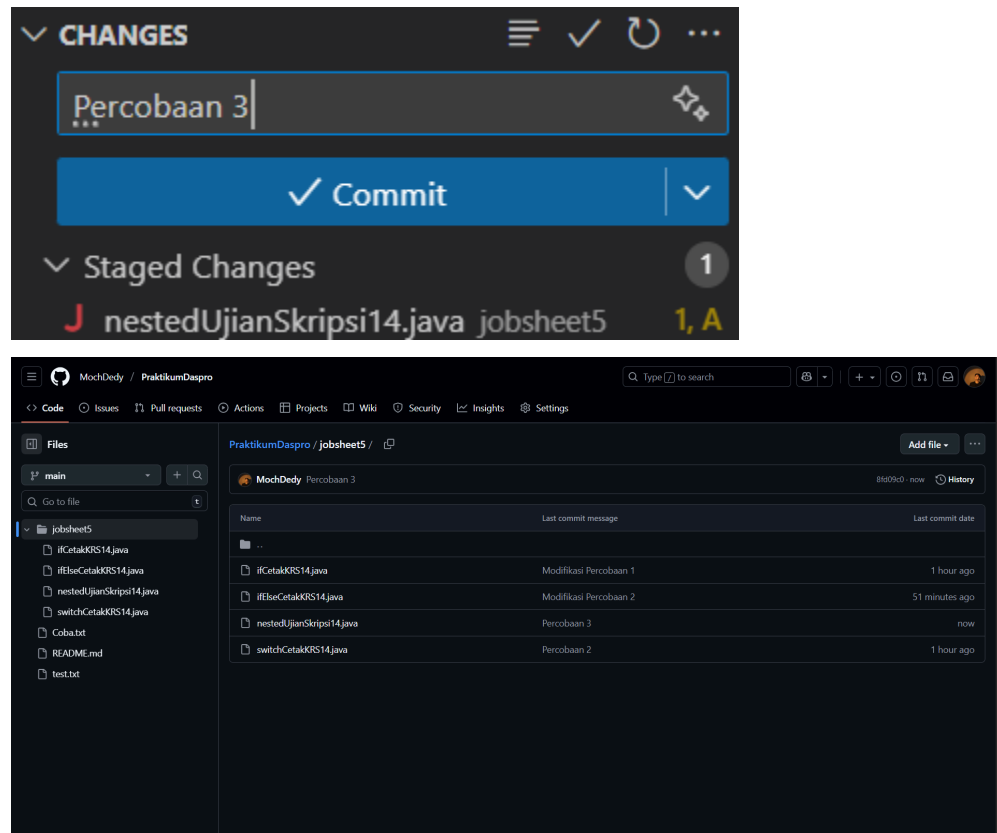 CHANGES
Percobaan 3
Commit
Staged Changes 1
J nestedUjianSkripsi14.java jobsheet5 1, A
MochDedy / PraktikumDaspro
Type / to search
Code Issues Pull requests Actions Projects Wiki Security Insights Settings
Files
PraktikumDaspro / jobsheet5 /
Add file
main
MochDedy Percobaan 3
8fd09c0 · now History
Go to file t
Name Last commit message Last commit date
jobsheet5
..
ifCetakKRS14.java
ifElseCetakKRS14.java
nestedUjianSkripsi14.java
switchCetakKRS14.java
Coba.txt
README.md
test.txt
ifCetakKRS14.java Modifikasi Percobaan 1 1 hour ago
ifElseCetakKRS14.java Modifikasi Percobaan 2 51 minutes ago
nestedUjianSkripsi14.java Percobaan 3 now
switchCetakKRS14.java Percobaan 2 1 hour ago